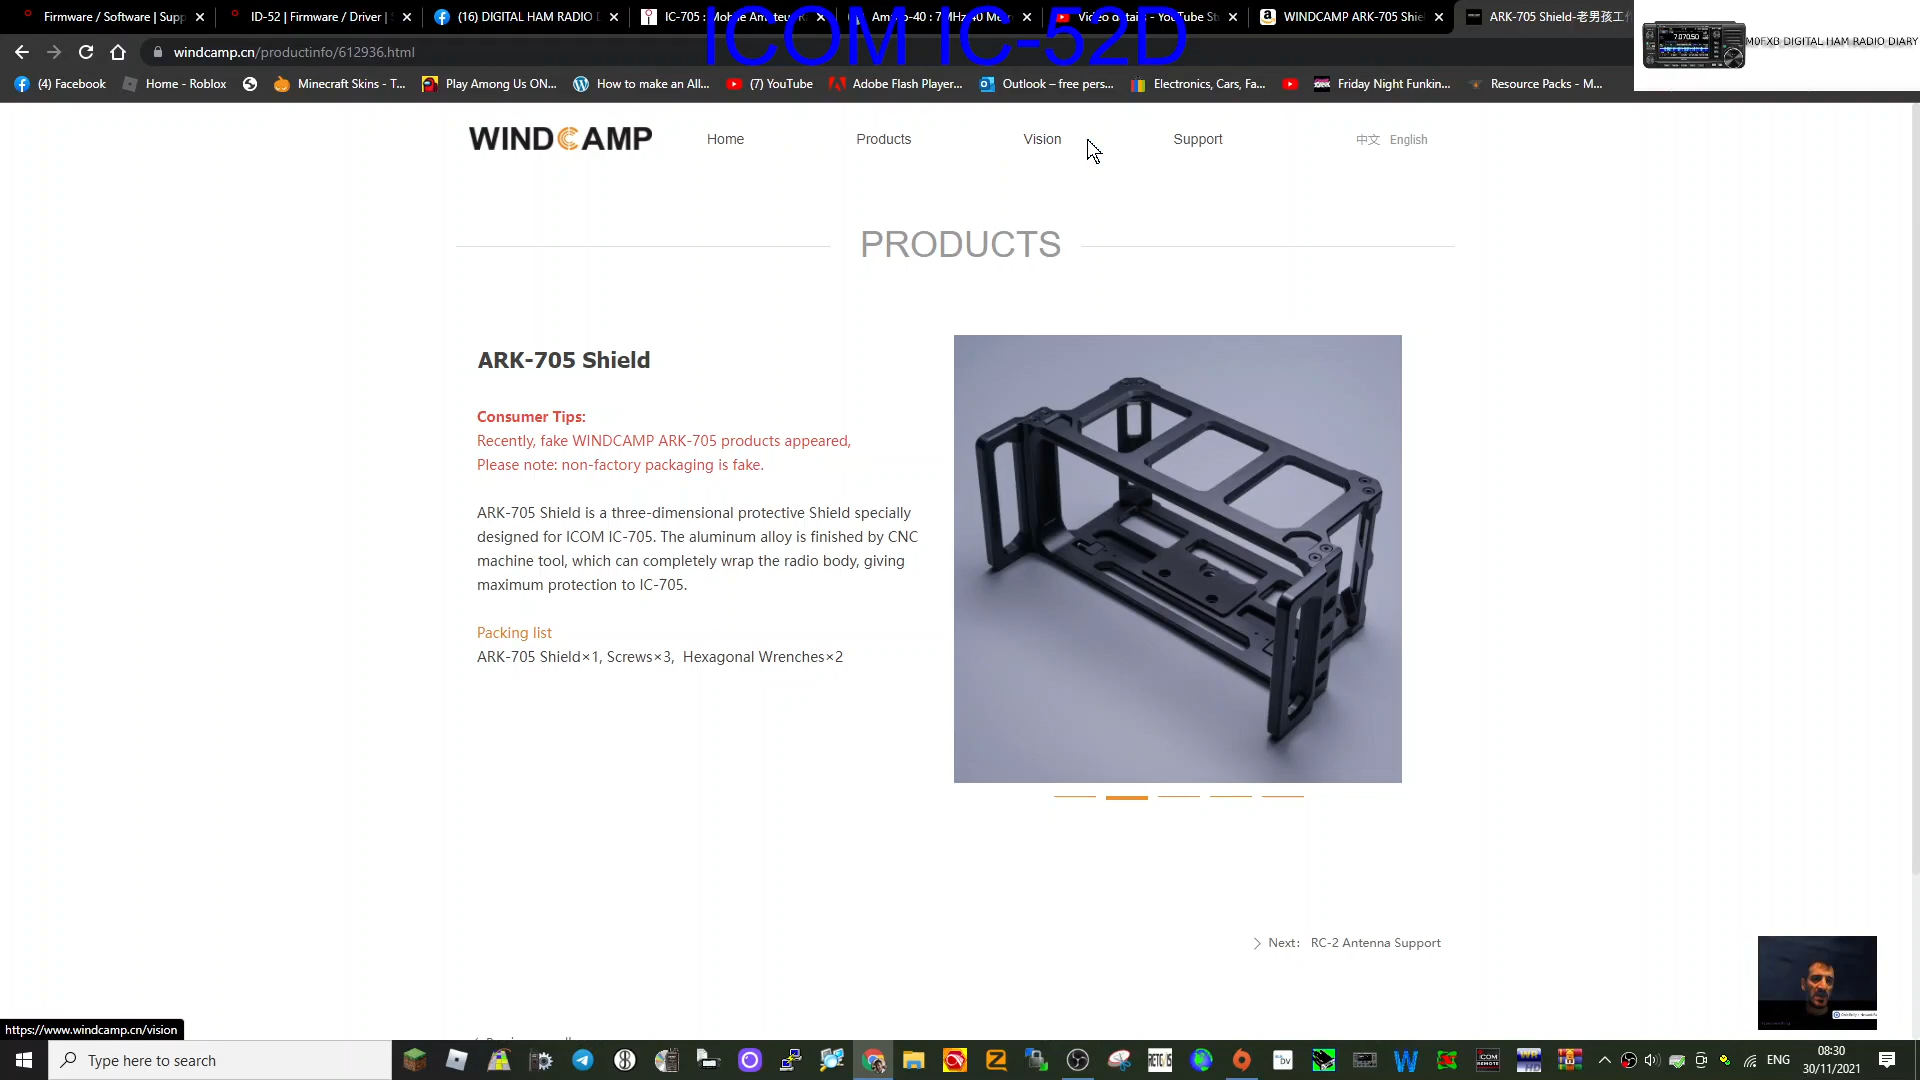 Firmware / Software | Supp
ID-52 | Firmware / Driver |
(16) DIGITAL HAM RADIO
IC-705 : Mobile Amateur
Video details - YouTube St
WINDCAMP ARK-705 Shie
ARK-705 Shield-老男孩工
ICOM IC-52D
windcamp.cn/productinfo/612936.html
M0FXB DIGITAL HAM RADIO DIARY
(4) Facebook
Home - Roblox
Minecraft Skins - T...
Play Among Us ON...
How to make an All...
(7) YouTube
Adobe Flash Player...
Outlook – free pers...
Electronics, Cars, Fa...
Friday Night Funkin...
Resource Packs - M...
WINDCAMP
Home
Products
Vision
Support
中文
English
PRODUCTS
ARK-705 Shield
Consumer Tips:
Recently, fake WINDCAMP ARK-705 products appeared,
Please note: non-factory packaging is fake.
ARK-705 Shield is a three-dimensional protective Shield specially
designed for ICOM IC-705. The aluminum alloy is finished by CNC
machine tool, which can completely wrap the radio body, giving
maximum protection to IC-705.
Packing list
ARK-705 Shield×1, Screws×3, Hexagonal Wrenches×2
Next: RC-2 Antenna Support
https://www.windcamp.cn/vision
Type here to search
ENG
08:30
30/11/2021